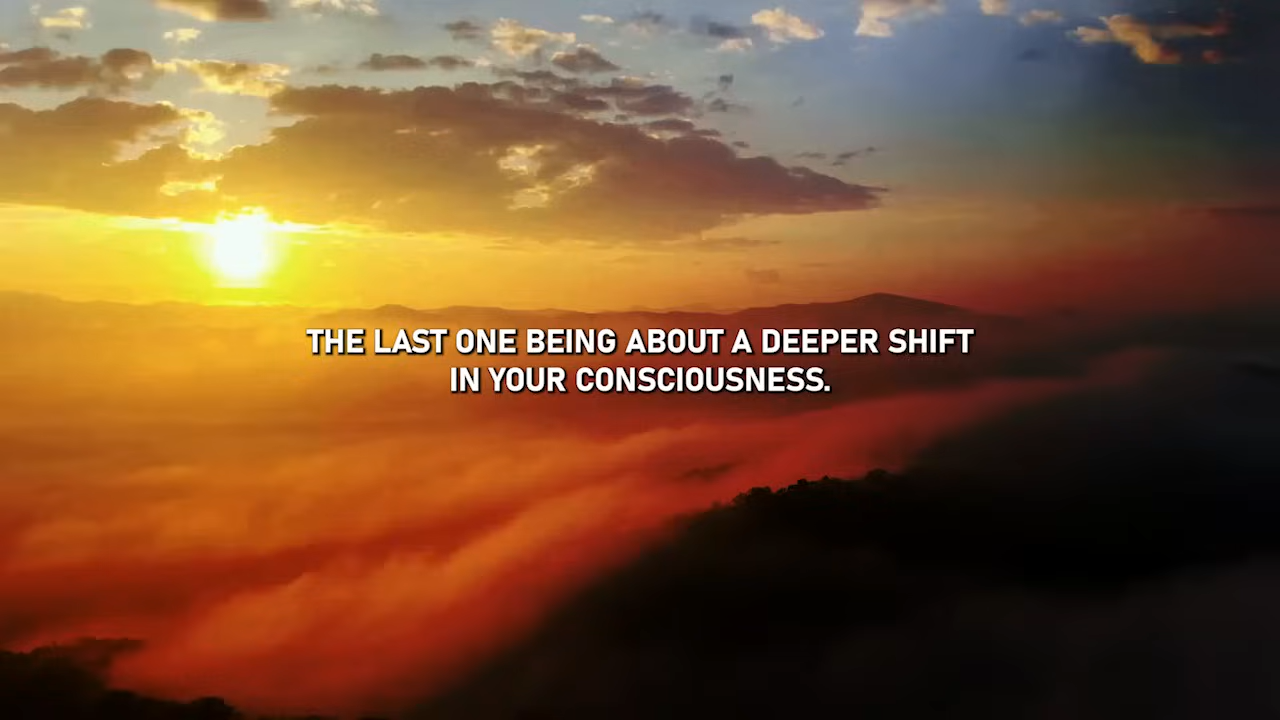 THE LAST ONE BEING ABOUT A DEEPER SHIFT
IN YOUR CONSCIOUSNESS.